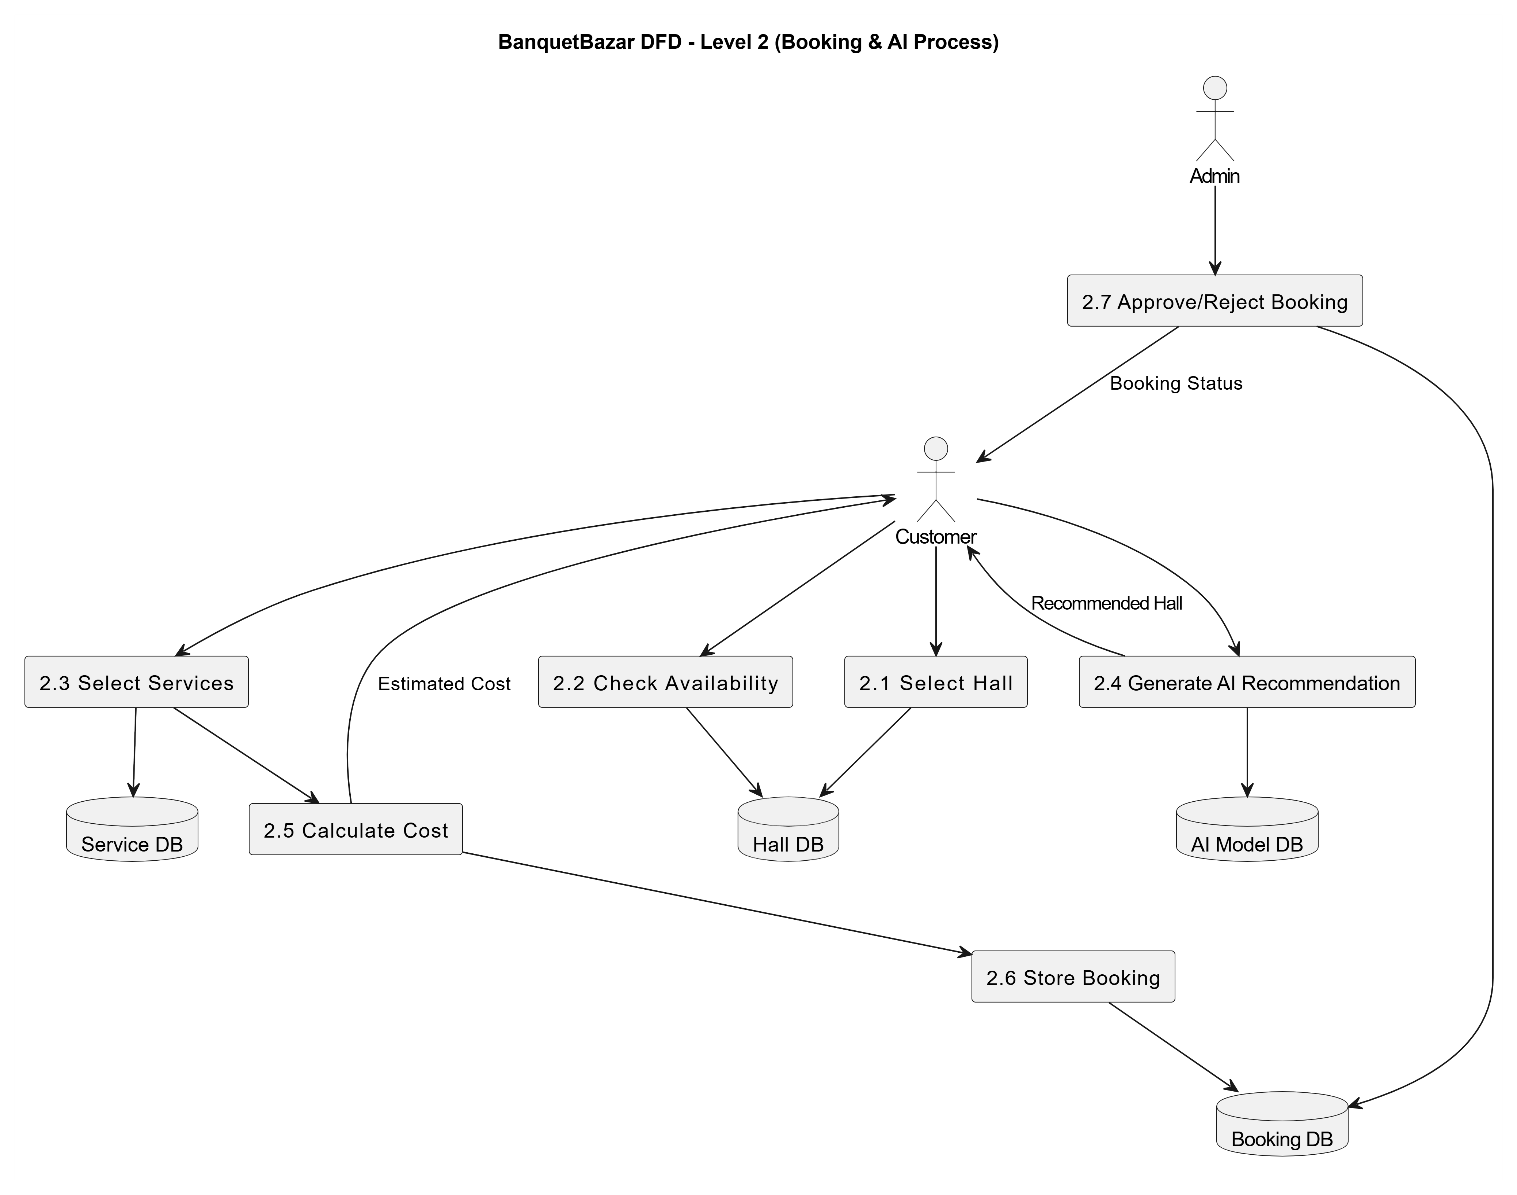 BanquetBazar DFD - Level 2 (Booking & AI Process)
Admin
2.7 Approve/Reject Booking
Booking Status
Customer
Recommended Hall
2.3 Select Services
Estimated Cost
2.2 Check Availability
2.1 Select Hall
2.4 Generate AI Recommendation
Service DB
2.5 Calculate Cost
Hall DB
AI Model DB
2.6 Store Booking
Booking DB